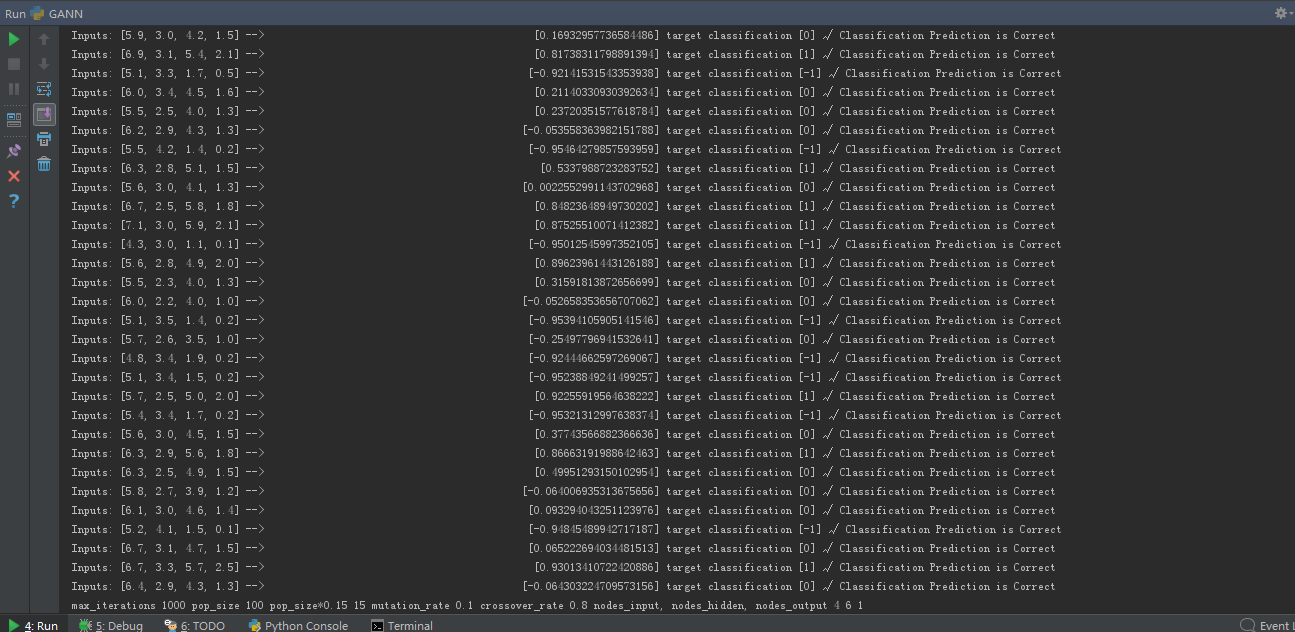 Run GANN
Inputs: [5.9, 3.0, 4.2, 1.5] --> [0.16932957736584486] target classification [0] ✓ Classification Prediction is Correct
Inputs: [6.9, 3.1, 5.4, 2.1] --> [0.81738311798891394] target classification [1] ✓ Classification Prediction is Correct
Inputs: [5.1, 3.3, 1.7, 0.5] --> [-0.92141531543353938] target classification [-1] ✓ Classification Prediction is Correct
Inputs: [6.0, 3.4, 4.5, 1.6] --> [0.21140330930392634] target classification [0] ✓ Classification Prediction is Correct
Inputs: [5.5, 2.5, 4.0, 1.3] --> [0.23720351577618784] target classification [0] ✓ Classification Prediction is Correct
Inputs: [6.2, 2.9, 4.3, 1.3] --> [-0.053558363982151788] target classification [0] ✓ Classification Prediction is Correct
Inputs: [5.5, 4.2, 1.4, 0.2] --> [-0.95464279857593959] target classification [-1] ✓ Classification Prediction is Correct
Inputs: [6.3, 2.8, 5.1, 1.5] --> [0.5337988723283752] target classification [1] ✓ Classification Prediction is Correct
Inputs: [5.6, 3.0, 4.1, 1.3] --> [0.0022552991143702968] target classification [0] ✓ Classification Prediction is Correct
Inputs: [6.7, 2.5, 5.8, 1.8] --> [0.84823648949730202] target classification [1] ✓ Classification Prediction is Correct
Inputs: [7.1, 3.0, 5.9, 2.1] --> [0.87525510071412382] target classification [1] ✓ Classification Prediction is Correct
Inputs: [4.3, 3.0, 1.1, 0.1] --> [-0.95012545997352105] target classification [-1] ✓ Classification Prediction is Correct
Inputs: [5.6, 2.8, 4.9, 2.0] --> [0.89623961443126188] target classification [1] ✓ Classification Prediction is Correct
Inputs: [5.5, 2.3, 4.0, 1.3] --> [0.31591813872656699] target classification [0] ✓ Classification Prediction is Correct
Inputs: [6.0, 2.2, 4.0, 1.0] --> [-0.052658353656707062] target classification [0] ✓ Classification Prediction is Correct
Inputs: [5.1, 3.5, 1.4, 0.2] --> [-0.95394105905141546] target classification [-1] ✓ Classification Prediction is Correct
Inputs: [5.7, 2.6, 3.5, 1.0] --> [-0.25497796941532641] target classification [0] ✓ Classification Prediction is Correct
Inputs: [4.8, 3.4, 1.9, 0.2] --> [-0.92444662597269067] target classification [-1] ✓ Classification Prediction is Correct
Inputs: [5.1, 3.4, 1.5, 0.2] --> [-0.95238849241499257] target classification [-1] ✓ Classification Prediction is Correct
Inputs: [5.7, 2.5, 5.0, 2.0] --> [0.92255919564638222] target classification [1] ✓ Classification Prediction is Correct
Inputs: [5.4, 3.4, 1.7, 0.2] --> [-0.95321312997638374] target classification [-1] ✓ Classification Prediction is Correct
Inputs: [5.6, 3.0, 4.5, 1.5] --> [0.37743566882366636] target classification [0] ✓ Classification Prediction is Correct
Inputs: [6.3, 2.9, 5.6, 1.8] --> [0.86663191988642463] target classification [1] ✓ Classification Prediction is Correct
Inputs: [6.3, 2.5, 4.9, 1.5] --> [0.49951293150102954] target classification [0] ✓ Classification Prediction is Correct
Inputs: [5.8, 2.7, 3.9, 1.2] --> [-0.064006935313675656] target classification [0] ✓ Classification Prediction is Correct
Inputs: [6.1, 3.0, 4.6, 1.4] --> [0.093294043251123976] target classification [0] ✓ Classification Prediction is Correct
Inputs: [5.2, 4.1, 1.5, 0.1] --> [-0.94845489942717187] target classification [-1] ✓ Classification Prediction is Correct
Inputs: [6.7, 3.1, 4.7, 1.5] --> [0.065222694034481513] target classification [0] ✓ Classification Prediction is Correct
Inputs: [6.7, 3.3, 5.7, 2.5] --> [0.93013410722420886] target classification [1] ✓ Classification Prediction is Correct
Inputs: [6.4, 2.9, 4.3, 1.3] --> [-0.064303224709573156] target classification [0] ✓ Classification Prediction is Correct
max_iterations 1000 pop_size 100 pop_size*0.15 15 mutation_rate 0.1 crossover_rate 0.8 nodes_input, nodes_hidden, nodes_output 4 6 1
4: Run 5: Debug 6: TODO Python Console Terminal Event L